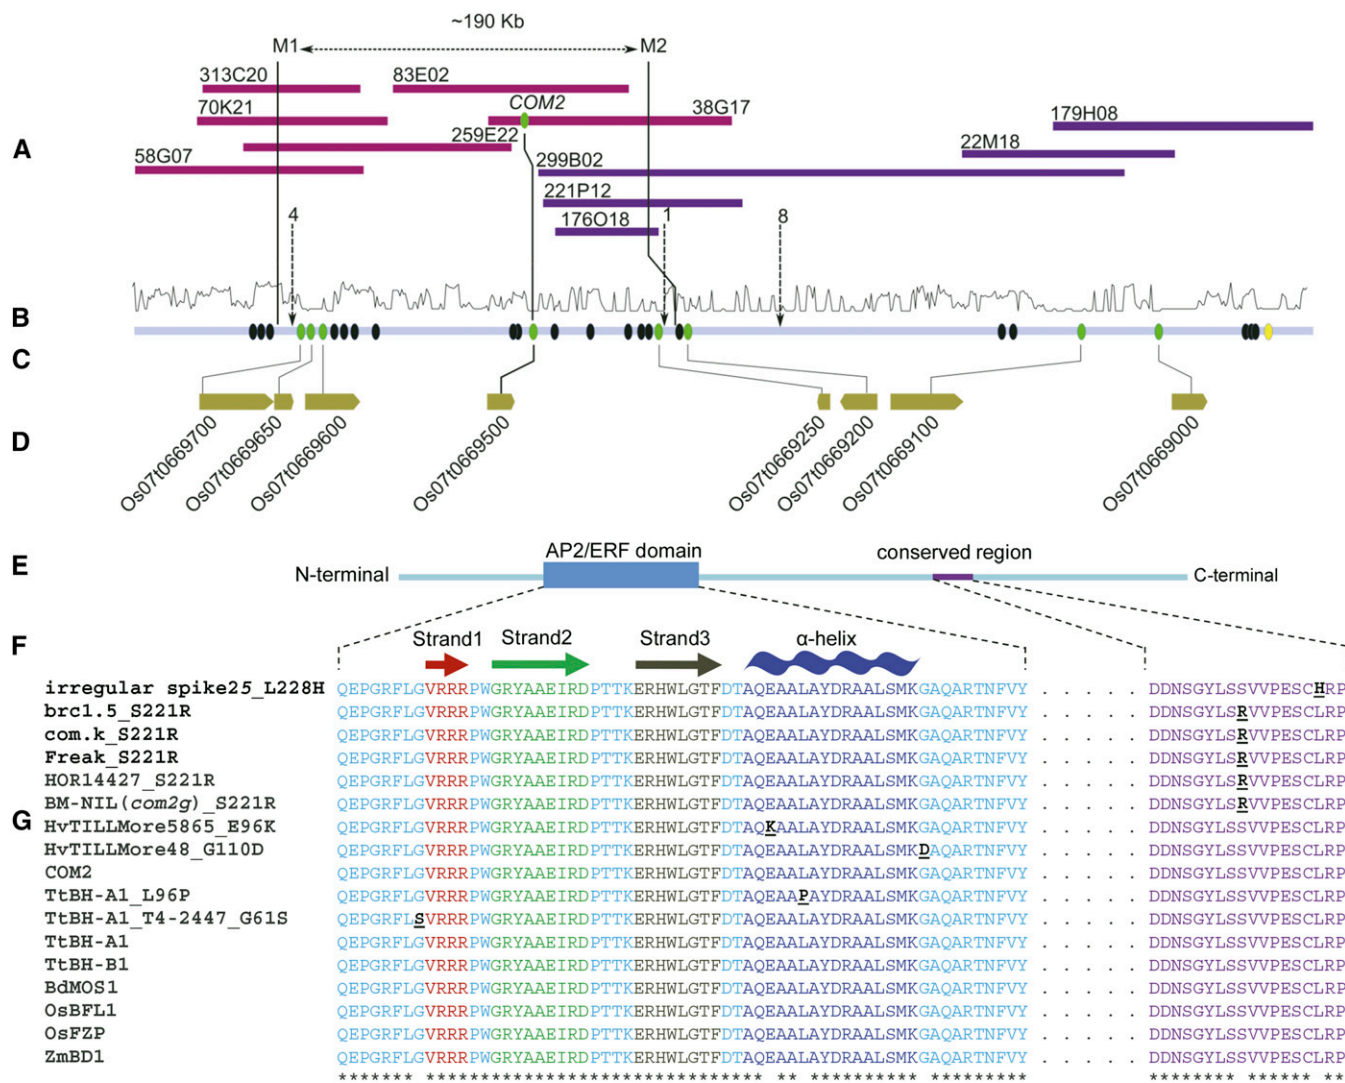 ~190 Kb
M1
M2
313C20
83E02
COM2
70K21
38G17
179H08
A
259E22
22M18
58G07
299B02
221P12
4
176O18
1
8
B
C
D
Os07t0669700
Os07t0669650
Os07t0669600
Os07t0669500
Os07t0669250
Os07t0669200
Os07t0669100
Os07t0669000
E
N-terminal
AP2/ERF domain
conserved region
C-terminal
F
Strand1
Strand2
Strand3
α-helix
irregular spike25_L228H QEPGRFLGVRRRPWGRYAAEIRDPTTKERHWLGTFDTAQEAALAYDRAALSMKGAQARTNFVY . . . . . DDNSGYLSSVVPESCHRP
brc1.5_S221R QEPGRFLGVRRRPWGRYAAEIRDPTTKERHWLGTFDTAQEAALAYDRAALSMKGAQARTNFVY . . . . . DDNSGYLSRVVPESCLRP
com.k_S221R QEPGRFLGVRRRPWGRYAAEIRDPTTKERHWLGTFDTAQEAALAYDRAALSMKGAQARTNFVY . . . . . DDNSGYLSRVVPESCLRP
Freak_S221R QEPGRFLGVRRRPWGRYAAEIRDPTTKERHWLGTFDTAQEAALAYDRAALSMKGAQARTNFVY . . . . . DDNSGYLSRVVPESCLRP
HOR14427_S221R QEPGRFLGVRRRPWGRYAAEIRDPTTKERHWLGTFDTAQEAALAYDRAALSMKGAQARTNFVY . . . . . DDNSGYLSRVVPESCLRP
BM-NIL(com2g)_S221R QEPGRFLGVRRRPWGRYAAEIRDPTTKERHWLGTFDTAQEAALAYDRAALSMKGAQARTNFVY . . . . . DDNSGYLSRVVPESCLRP
G
HvTILLMore5865_E96K QEPGRFLGVRRRPWGRYAAEIRDPTTKERHWLGTFDTAQKAALAYDRAALSMKGAQARTNFVY . . . . . DDNSGYLSSVVPESCLRP
HvTILLMore48_G110D QEPGRFLGVRRRPWGRYAAEIRDPTTKERHWLGTFDTAQEAALAYDRAALSMKDAQARTNFVY . . . . . DDNSGYLSSVVPESCLRP
COM2 QEPGRFLGVRRRPWGRYAAEIRDPTTKERHWLGTFDTAQEAALAYDRAALSMKGAQARTNFVY . . . . . DDNSGYLSSVVPESCLRP
TtBH-A1_L96P QEPGRFLGVRRRPWGRYAAEIRDPTTKERHWLGTFDTAQEAAPAYDRAALSMKGAQARTNFVY . . . . . DDNSGYLSSVVPESCLRP
TtBH-A1_T4-2447_G61S QEPGRFLSVRRRPWGRYAAEIRDPTTKERHWLGTFDTAQEAALAYDRAALSMKGAQARTNFVY . . . . . DDNSGYLSSVVPESCLRP
TtBH-A1 QEPGRFLGVRRRPWGRYAAEIRDPTTKERHWLGTFDTAQEAALAYDRAALSMKGAQARTNFVY . . . . . DDNSGYLSSVVPESCLRP
TtBH-B1 QEPGRFLGVRRRPWGRYAAEIRDPTTKERHWLGTFDTAQEAALAYDRAALSMKGAQARTNFVY . . . . . DDNSGYLSSVVPESCLRP
BdMOS1 QEPGRFLGVRRRPWGRYAAEIRDPTTKERHWLGTFDTAQEAALAYDRAALSMKGAQARTNFVY . . . . . DDNSGYLSSVVPESCLRP
OsBFL1 QEPGRFLGVRRRPWGRYAAEIRDPTTKERHWLGTFDTAQEAALAYDRAALSMKGAQARTNFVY . . . . . DDNSGYLSSVVPESCLRP
OsFZP QEPGRFLGVRRRPWGRYAAEIRDPTTKERHWLGTFDTAQEAALAYDRAALSMKGAQARTNFVY . . . . . DDNSGYLSSVVPESCLRP
ZmBD1 QEPGRFLGVRRRPWGRYAAEIRDPTTKERHWLGTFDTAQEAALAYDRAALSMKGAQARTNFVY . . . . . DDNSGYLSSVVPESCLRP
******* ******************************* ** ********** ********* ******** ****** **